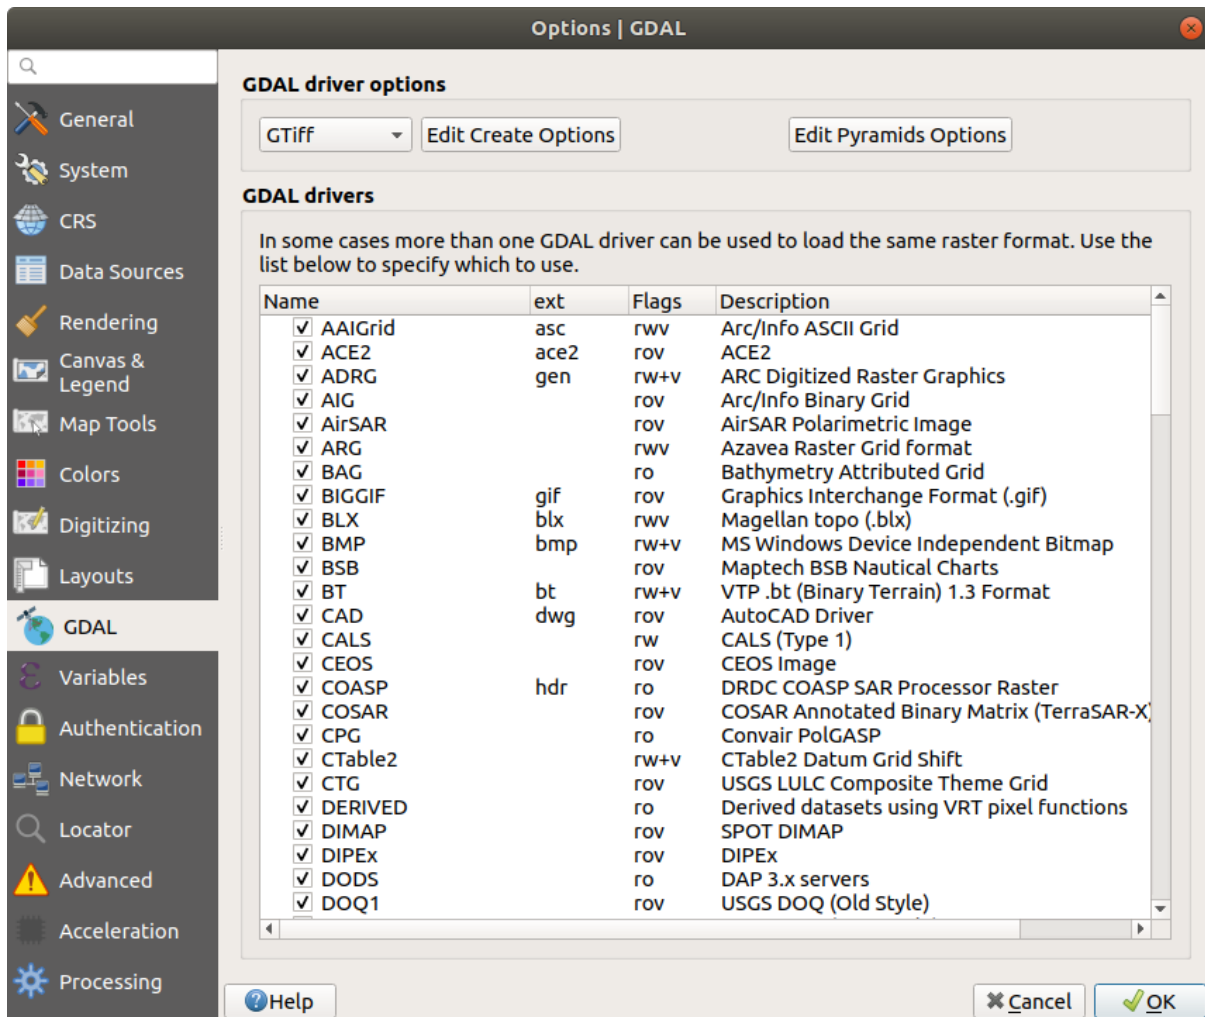 Options | GDAL
General
System
CRS
Data Sources
Rendering
Canvas &
Legend
Map Tools
Colors
Digitizing
Layouts
GDAL
Variables
Authentication
Network
Locator
Advanced
Acceleration
Processing
GDAL driver options
GTiff Edit Create Options Edit Pyramids Options
GDAL drivers
In some cases more than one GDAL driver can be used to load the same raster format. Use the
list below to specify which to use.
Name ext Flags Description
AAIGrid asc rwv Arc/Info ASCII Grid
ACE2 ace2 rov ACE2
ADRG gen rw+v ARC Digitized Raster Graphics
AIG rov Arc/Info Binary Grid
AirSAR rov AirSAR Polarimetric Image
ARG rwv Azavea Raster Grid format
BAG ro Bathymetry Attributed Grid
BIGGIF gif rov Graphics Interchange Format (.gif)
BLX blx rwv Magellan topo (.blx)
BMP bmp rw+v MS Windows Device Independent Bitmap
BSB rov Maptech BSB Nautical Charts
BT bt rw+v VTP .bt (Binary Terrain) 1.3 Format
CAD dwg rov AutoCAD Driver
CALS rw CALS (Type 1)
CEOS rov CEOS Image
COASP hdr ro DRDC COASP SAR Processor Raster
COSAR rov COSAR Annotated Binary Matrix (TerraSAR-X)
CPG ro Convair PolGASP
CTable2 rw+v CTable2 Datum Grid Shift
CTG rov USGS LULC Composite Theme Grid
DERIVED ro Derived datasets using VRT pixel functions
DIMAP rov SPOT DIMAP
DIPEx rov DIPEx
DODS ro DAP 3.x servers
DOQ1 rov USGS DOQ (Old Style)
Help Cancel OK